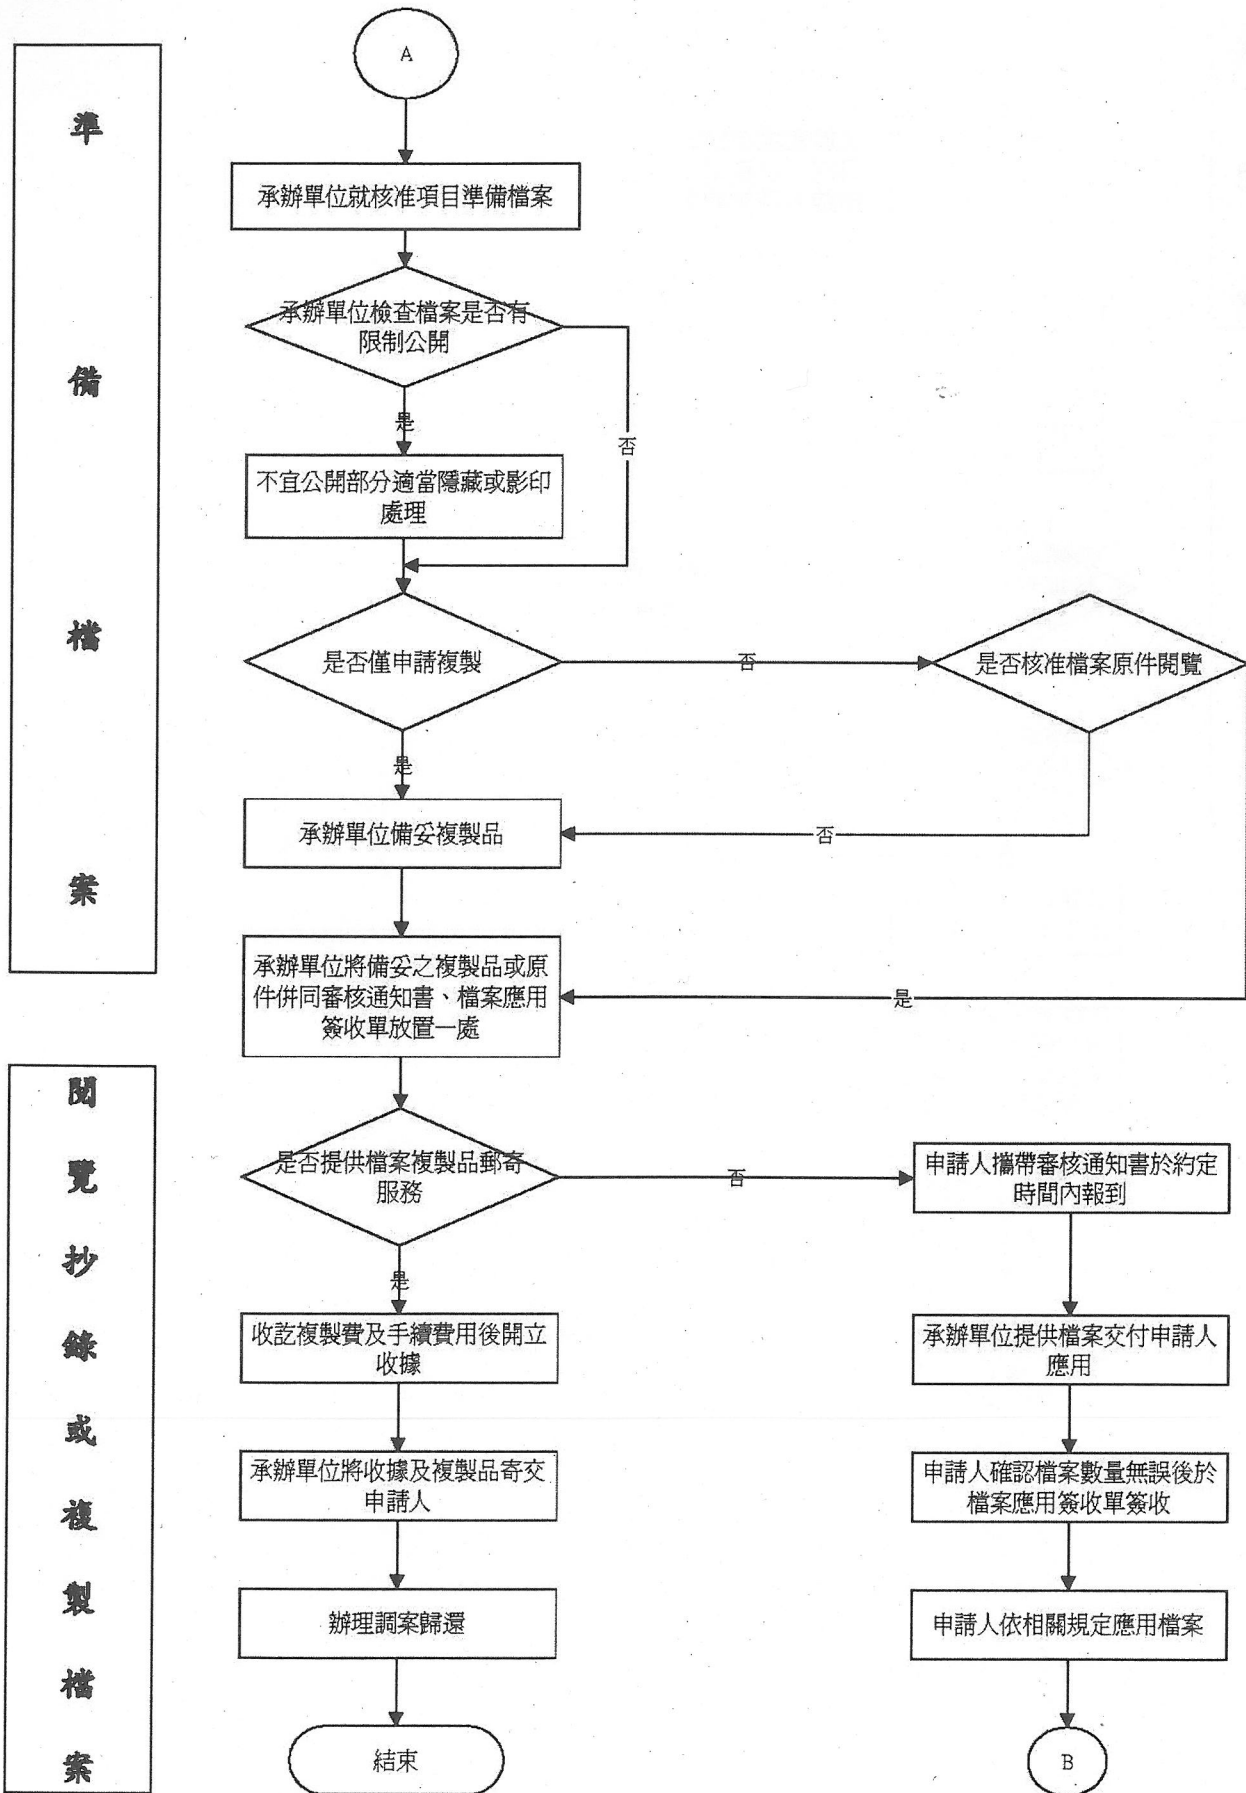 A
準備檔案
承辦單位就核准項目準備檔案
承辦單位檢查檔案是否有
限制公開
是
否
不宜公開部分適當隱藏或影印
處理
是否僅申請複製
否
是否核准檔案原件閱覽
是
承辦單位備妥複製品
否
承辦單位將備妥之複製品或原
件併同審核通知書、檔案應用
簽收單放置一處
是
閱覽抄錄或複製檔案
是否提供檔案複製品郵寄
服務
否
申請人攜帶審核通知書於約定
時間內報到
是
收訖複製費及手續費用後開立
收據
承辦單位提供檔案交付申請人
應用
承辦單位將收據及複製品寄交
申請人
申請人確認檔案數量無誤後於
檔案應用簽收單簽收
辦理調案歸還
申請人依相關規定應用檔案
結束
B